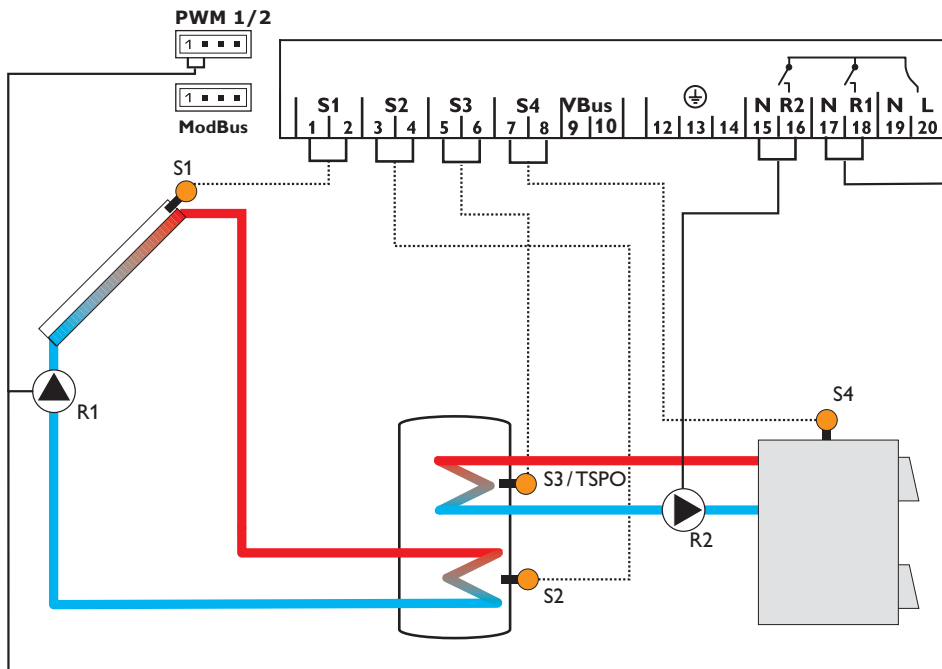 PWM 1/2
1
1
ModBus
S1 S2 S3 S4 VBus N R2 N R1 N L
1 2 3 4 5 6 7 8 9 10 12 13 14 15 16 17 18 19 20
S1
R1
S4
S3 / TSPO
R2
S2